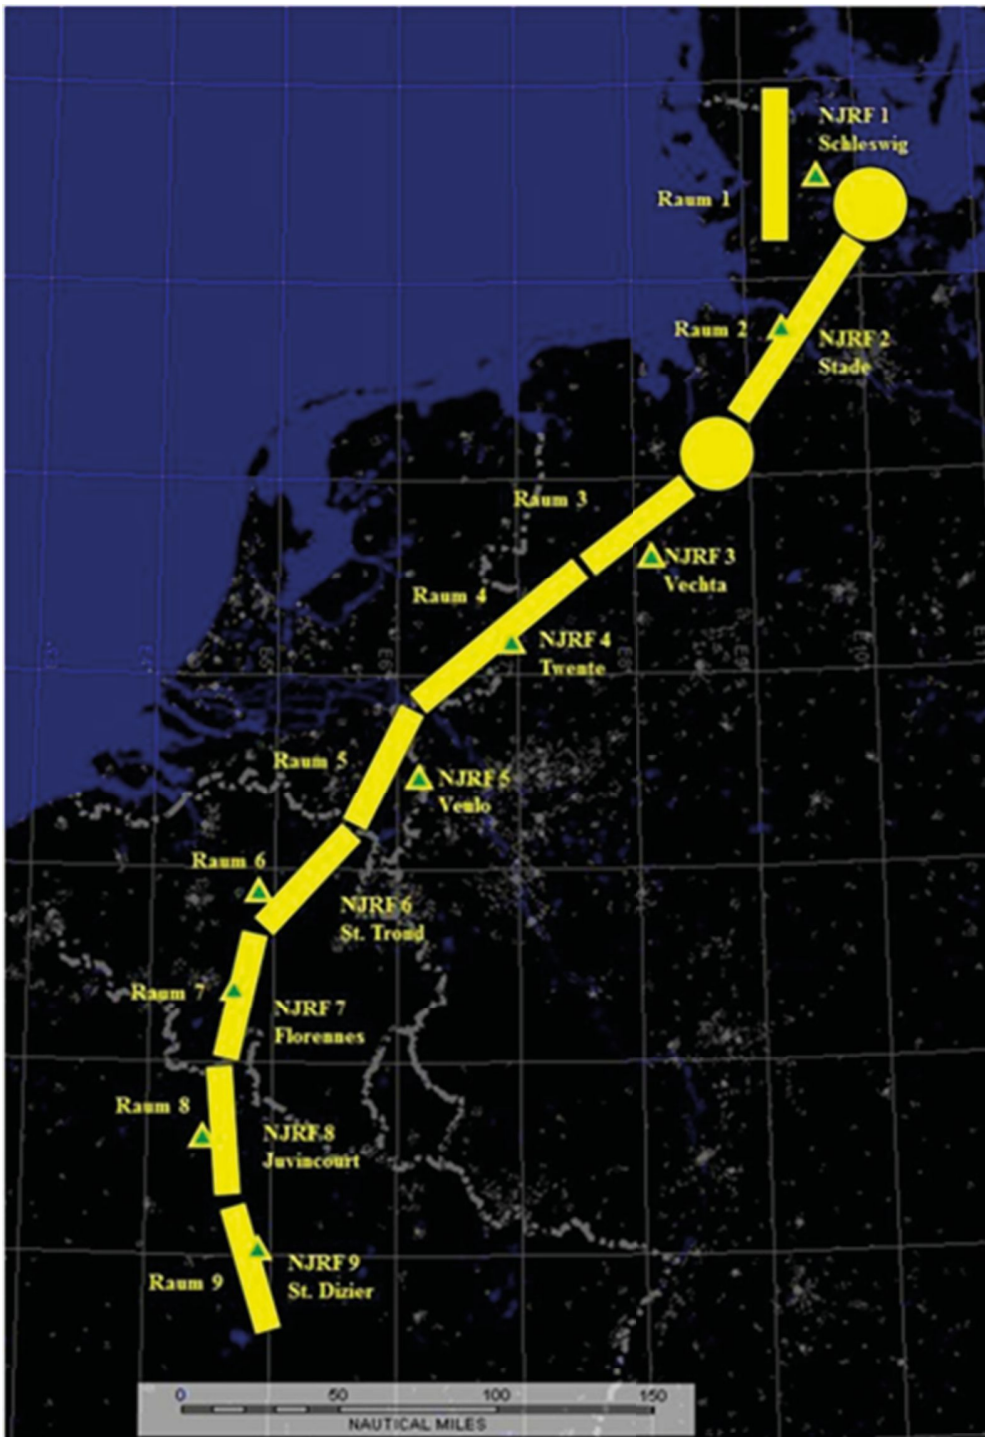 NJRF 1
Schleswig
Raum 1
Raum 2
NJRF 2
Stade
Raum 3
NJRF 3
Vechta
Raum 4
NJRF 4
Twente
Raum 5
NJRF 5
Venlo
Raum 6
NJRF 6
St. Trond
Raum 7
NJRF 7
Florennes
Raum 8
NJRF 8
Juvincourt
Raum 9
NJRF 9
St. Dizier
0 50 100 150
NAUTICAL MILES